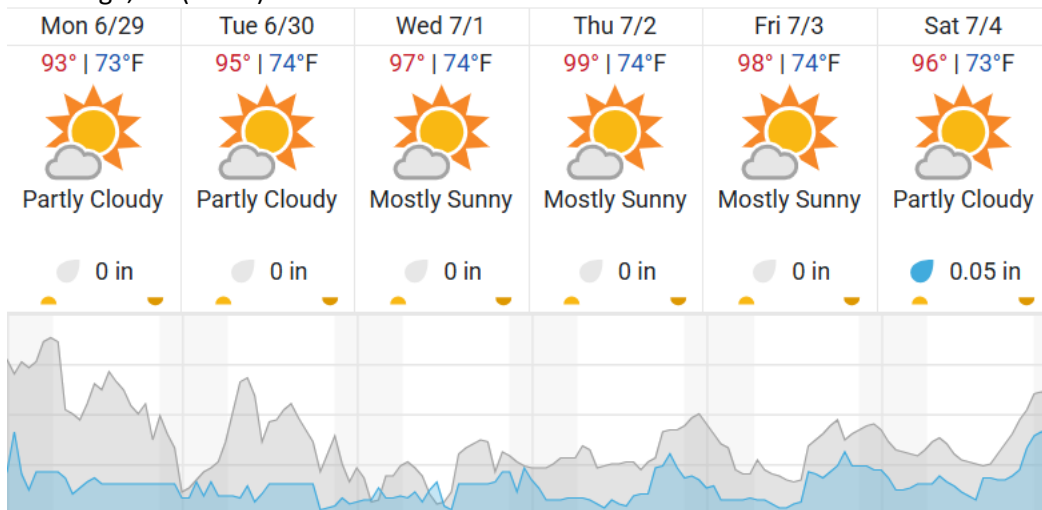 Mon 6/29 Tue 6/30 Wed 7/1 Thu 7/2 Fri 7/3 Sat 7/4
93° | 73°F 95° | 74°F 97° | 74°F 99° | 74°F 98° | 74°F 96° | 73°F
Partly Cloudy Partly Cloudy Mostly Sunny Mostly Sunny Mostly Sunny Partly Cloudy
0 in 0 in 0 in 0 in 0 in 0.05 in